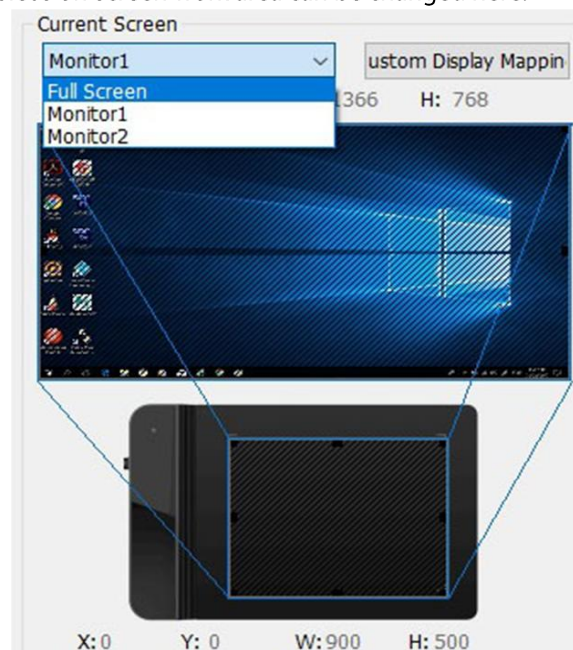 Current Screen
Monitor1
ustom Display Mappin
Full Screen
1366 H: 768
Monitor1
Monitor2
X: 0 Y: 0 W: 900 H: 500